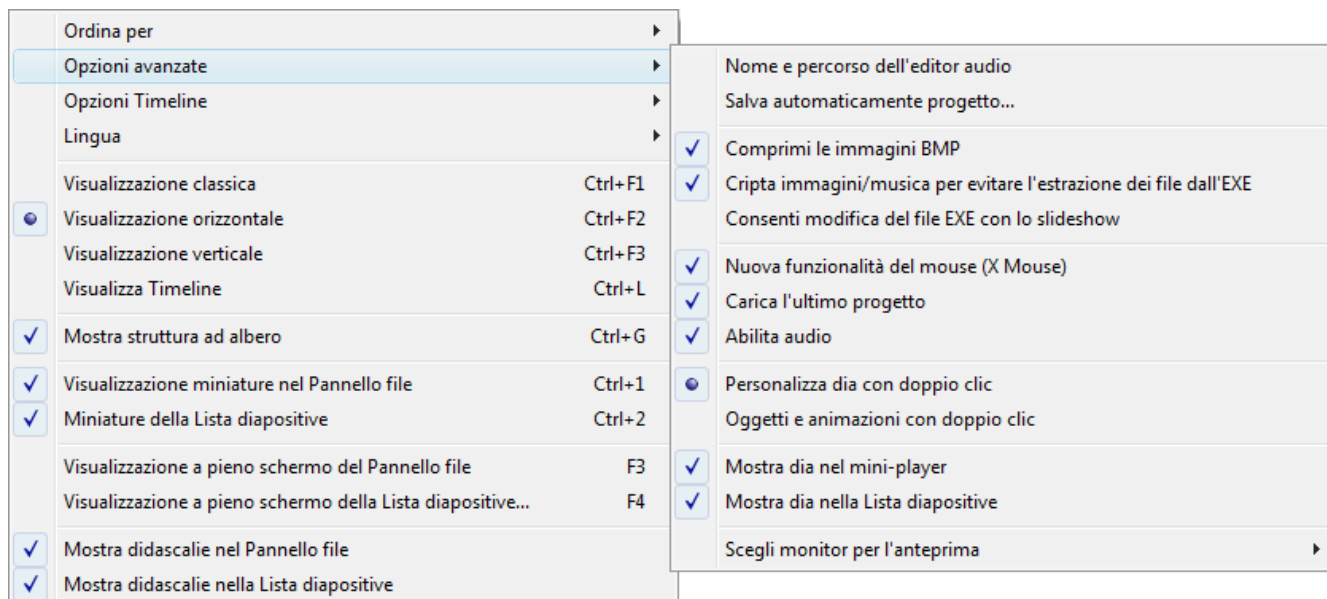 Ordina per
Opzioni avanzate
Opzioni Timeline
Lingua
Visualizzazione classica Ctrl+F1
Visualizzazione orizzontale Ctrl+F2
Visualizzazione verticale Ctrl+F3
Visualizza Timeline Ctrl+L
Mostra struttura ad albero Ctrl+G
Visualizzazione miniature nel Pannello file Ctrl+1
Miniature della Lista diapositive Ctrl+2
Visualizzazione a pieno schermo del Pannello file F3
Visualizzazione a pieno schermo della Lista diapositive... F4
Mostra didascalie nel Pannello file
Mostra didascalie nella Lista diapositive
Nome e percorso dell'editor audio
Salva automaticamente progetto...
Comprimi le immagini BMP
Cripta immagini/musica per evitare l'estrazione dei file dall'EXE
Consenti modifica del file EXE con lo slideshow
Nuova funzionalità del mouse (X Mouse)
Carica l'ultimo progetto
Abilita audio
Personalizza dia con doppio clic
Oggetti e animazioni con doppio clic
Mostra dia nel mini-player
Mostra dia nella Lista diapositive
Scegli monitor per l'anteprima